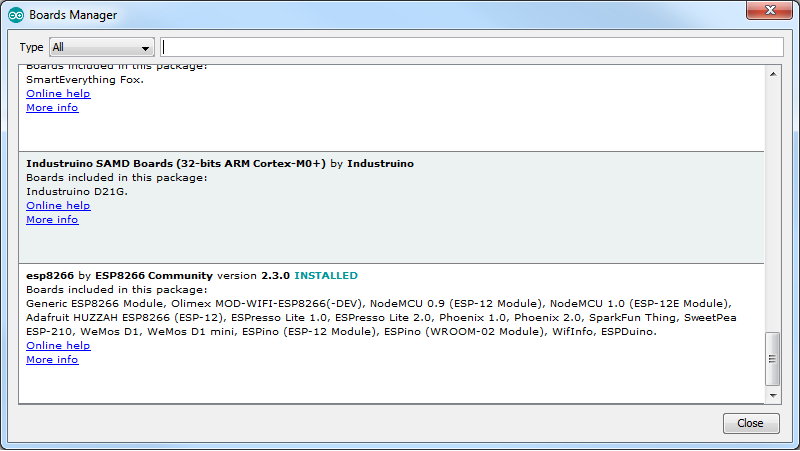 Boards Manager
Type All
Boards included in this package:
SmartEverything Fox.
Online help
More info
Industruino SAMD Boards (32-bits ARM Cortex-M0+) by Industruino
Boards included in this package:
Industruino D21G.
Online help
More info
esp8266 by ESP8266 Community version 2.3.0 INSTALLED
Boards included in this package:
Generic ESP8266 Module, Olimex MOD-WIFI-ESP8266(-DEV), NodeMCU 0.9 (ESP-12 Module), NodeMCU 1.0 (ESP-12E Module),
Adafruit HUZZAH ESP8266 (ESP-12), ESPresso Lite 1.0, ESPresso Lite 2.0, Phoenix 1.0, Phoenix 2.0, SparkFun Thing, SweetPea
ESP-210, WeMos D1, WeMos D1 mini, ESPino (ESP-12 Module), ESPino (WROOM-02 Module), WifInfo, ESPDuino.
Online help
More info
Close